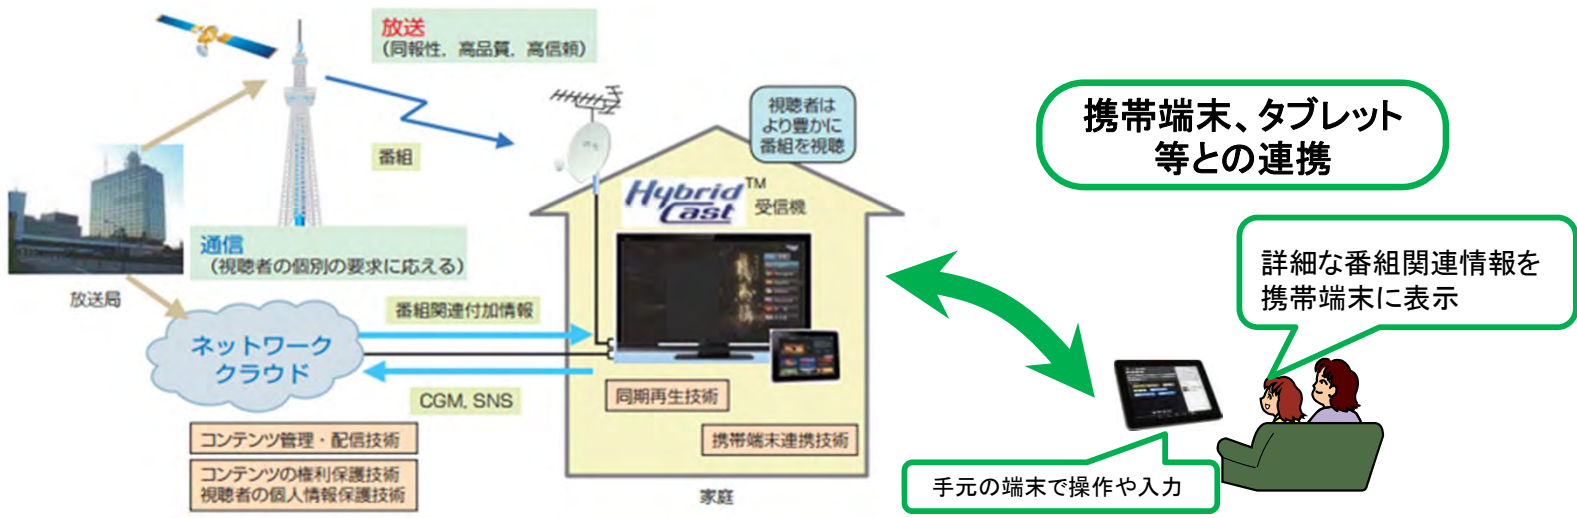 放送
(同報性，高品質，高信頼)
番組
視聴者は
より豊かに
番組を視聴
Hybrid
Cast
TM
受信機
通信
(視聴者の個別の要求に応える)
放送局
番組関連付加情報
ネットワーク
クラウド
CGM, SNS
同期再生技術
携帯端末連携技術
コンテンツ管理・配信技術
コンテンツの権利保護技術
視聴者の個人情報保護技術
家庭
携帯端末、タブレット
等との連携
詳細な番組関連情報を
携帯端末に表示
手元の端末で操作や入力